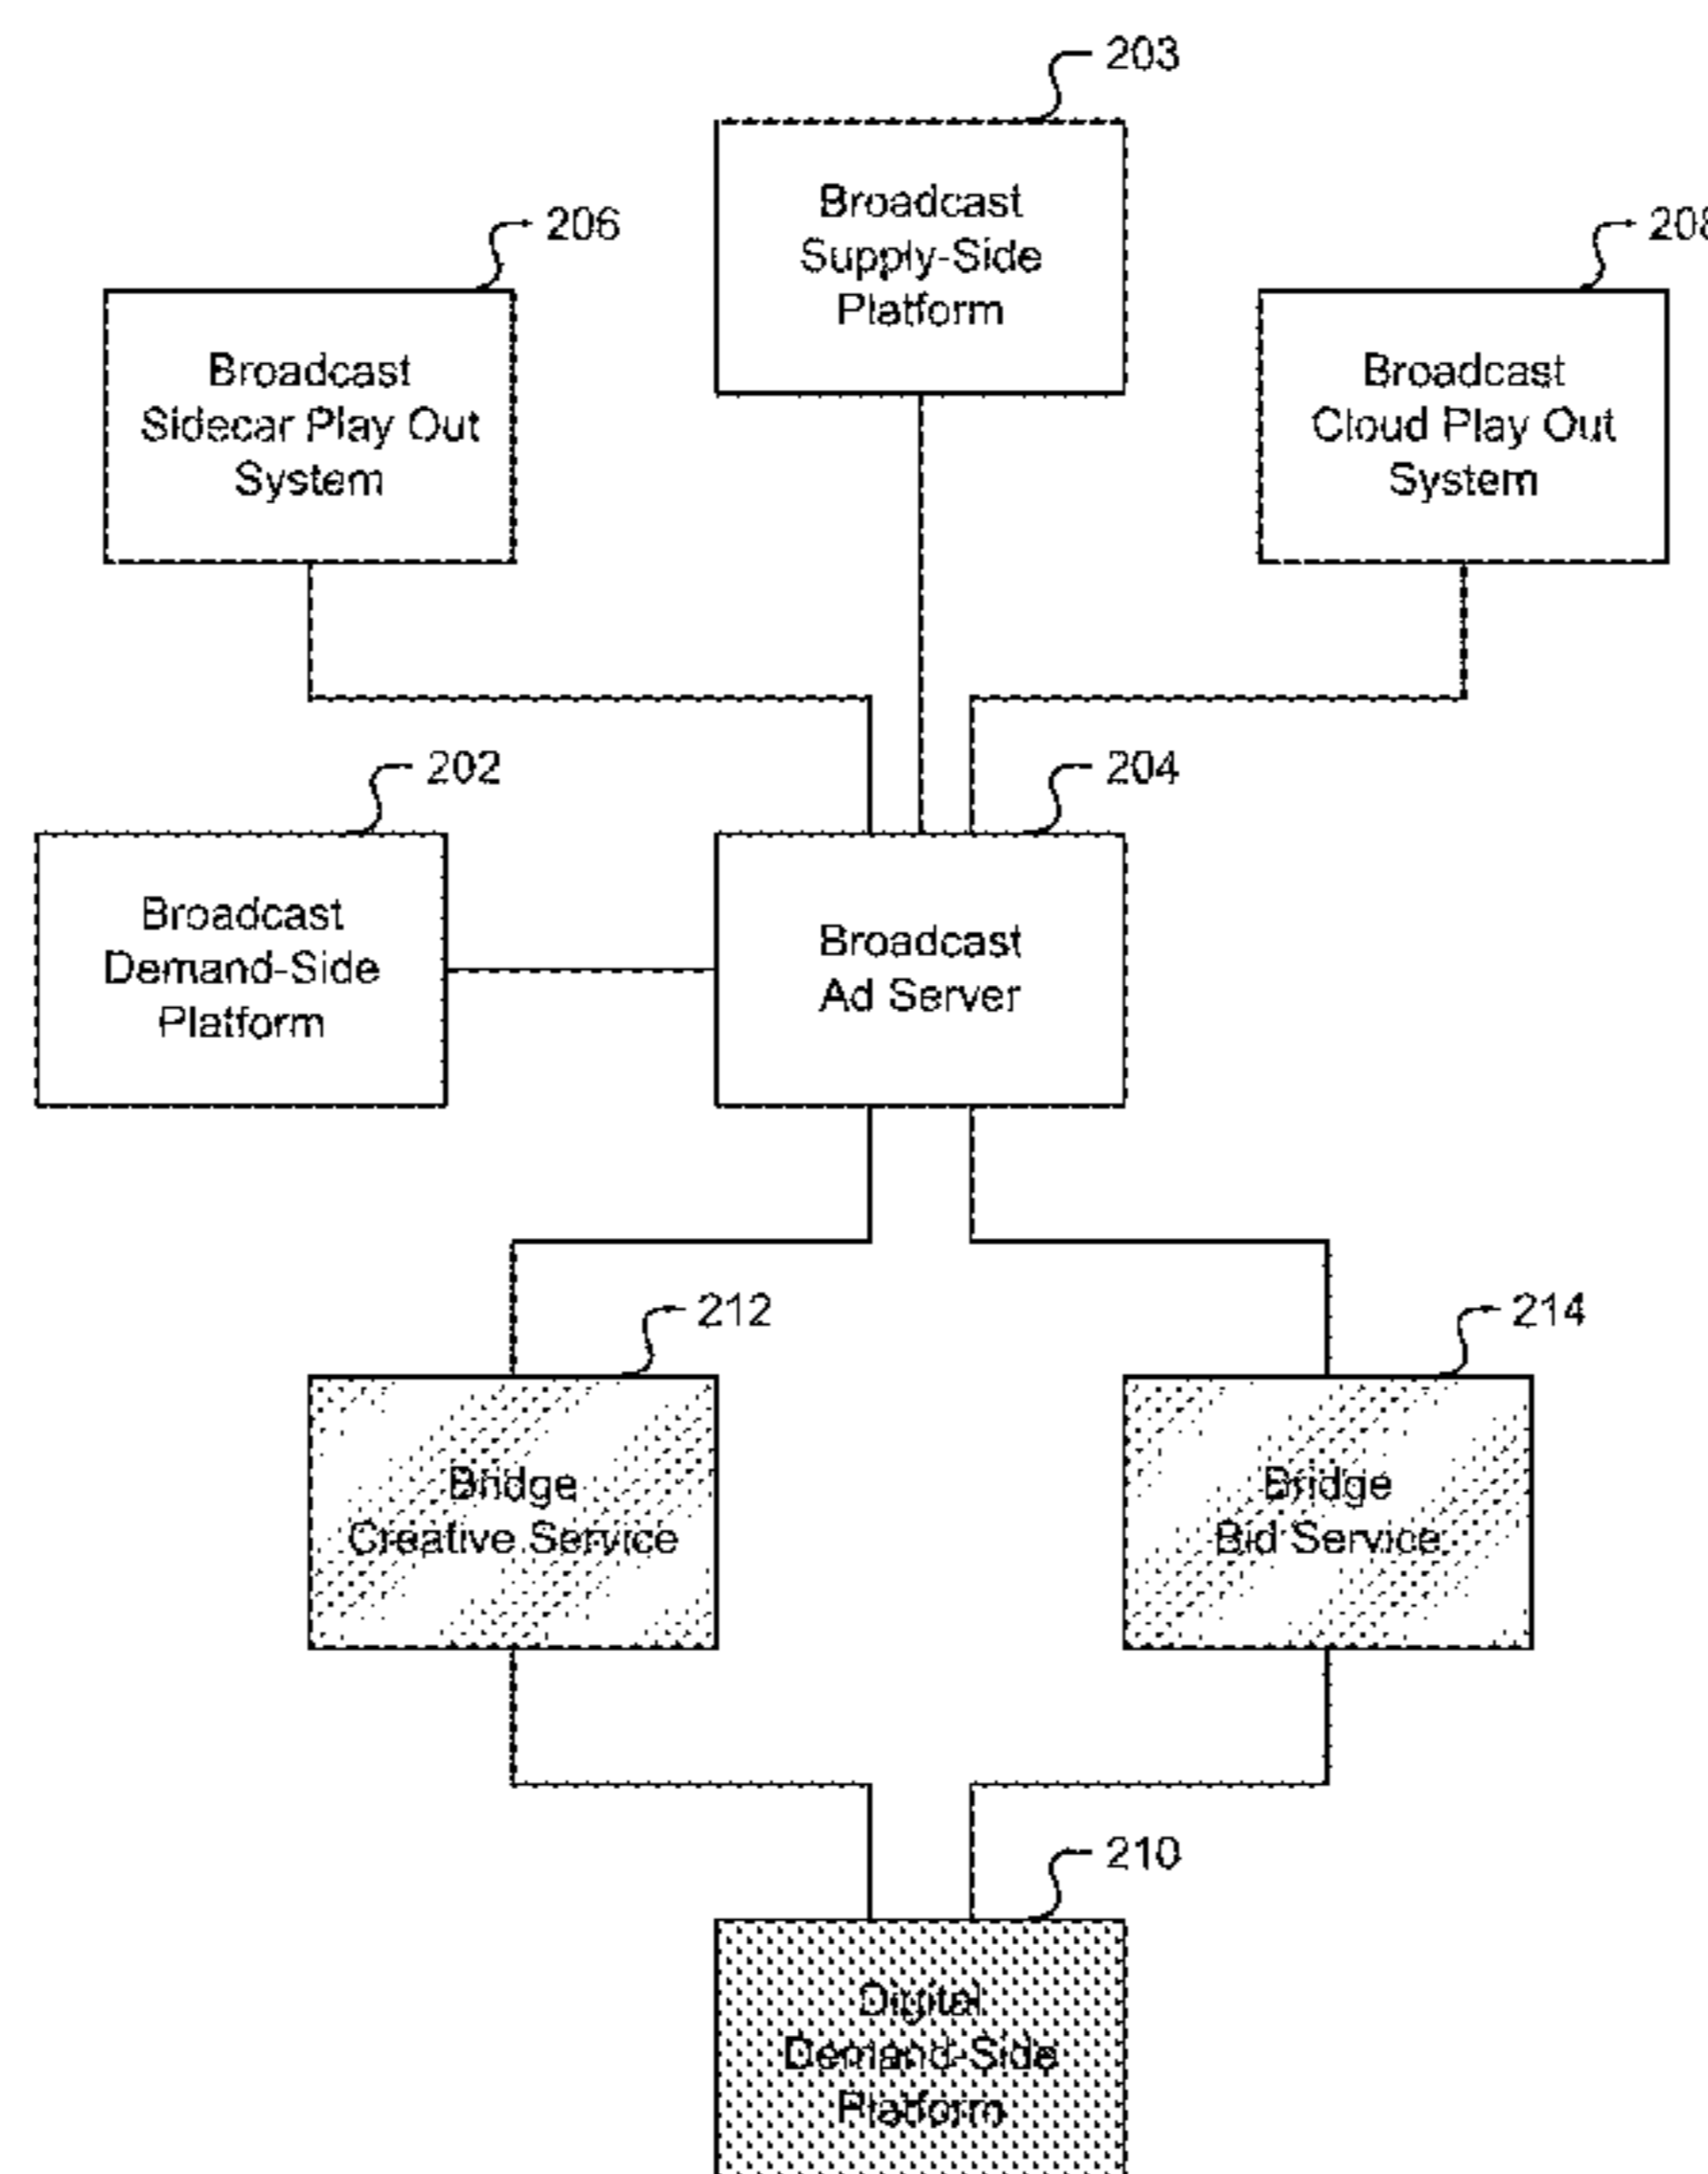 203
Broadcast
Supply-Side
Platform
206
Broadcast
Sidecar Play Out
System
208
Broadcast
Cloud Play Out
System
202
Broadcast
Demand-Side
Platform
204
Broadcast
Ad Server
212
Bridge
Creative Service
214
Bridge
Bid Service
210
Digital
Demand-Side
Platform